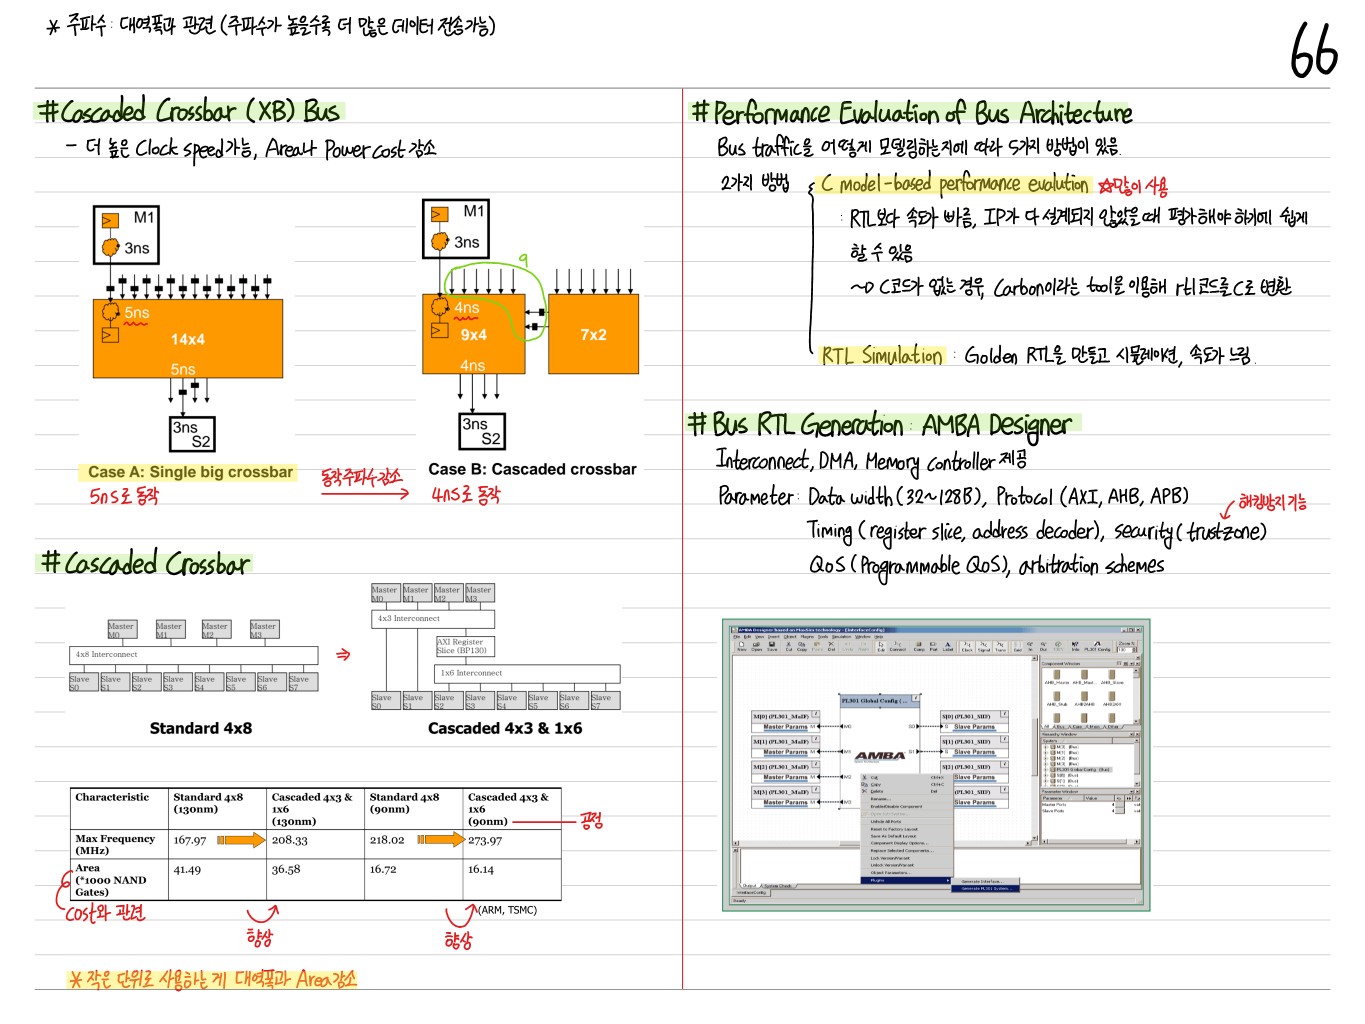 * 주파수 : 대역폭과 관련 (주파수가 높을수록 더 많은 데이터 전송가능)
66
# Cascaded Crossbar (XB) Bus
- 더 높은 Clock speed가능, Area나 Power cost 감소
M1
3ns
5ns
14x4
5ns
3ns
S2
Case A: Single big crossbar
5ns로 동작
동작주파수감소
M1
3ns
9
4ns
9x4
7x2
4ns
3ns
S2
Case B: Cascaded crossbar
4ns로 동작
# Cascaded Crossbar
Master M0 Master M1 Master M2 Master M3
4x8 Interconnect
Slave S0 Slave S1 Slave S2 Slave S3 Slave S4 Slave S5 Slave S6 Slave S7
Standard 4x8
Master M0 Master M1 Master M2 Master M3
4x3 Interconnect
AXI Register
Slice (BP130)
1x6 Interconnect
Slave S0 Slave S1 Slave S2 Slave S3 Slave S4 Slave S5 Slave S6 Slave S7
Cascaded 4x3 & 1x6
Characteristic Standard 4x8 (130nm) Cascaded 4x3 & 1x6 (130nm) Standard 4x8 (90nm) Cascaded 4x3 & 1x6 (90nm)
공정
Max Frequency (MHz) 167.97 208.33 218.02 273.97
Area (*1000 NAND Gates) 41.49 36.58 16.72 16.14
cost와 관련
향상
향상
(ARM, TSMC)
* 작은 단위로 사용하는 게 대역폭과 Area 감소
# Performance Evaluation of Bus Architecture
Bus traffic을 어떻게 모델링하는지에 따라 5가지 방법이 있음.
2가지 방법
C model-based performance evalution ☆많이 사용
: RTL보다 속도가 빠름, IP가 다 설계되지 않았을때 평가해야 하기에 쉽게
할 수 있음
~> C코드가 없는 경우, Carbon이라는 tool을 이용해 rtl코드를 C로 변환
RTL Simulation : Golden RTL을 만들고 시뮬레이션, 속도가 느림.
# Bus RTL Generation : AMBA Designer
Interconnect, DMA, Memory controller 제공
Parameter : Data width (32~128B), Protocol (AXI, AHB, APB)
해킹방지 기능
Timing (register slice, address decoder), security (trustzone)
QoS (Programmable QoS), arbitration schemes
PL301 Global Config (...
M[0] (PL301_MaIF)
Master Params
M[1] (PL301_MaIF)
Master Params
M[2] (PL301_MaIF)
Master Params
M[3] (PL301_MaIF)
Master Params
AMBA
S[0] (PL301_SlIF)
Slave Params
S[1] (PL301_SlIF)
Slave Params
Slave Params
Slave Params